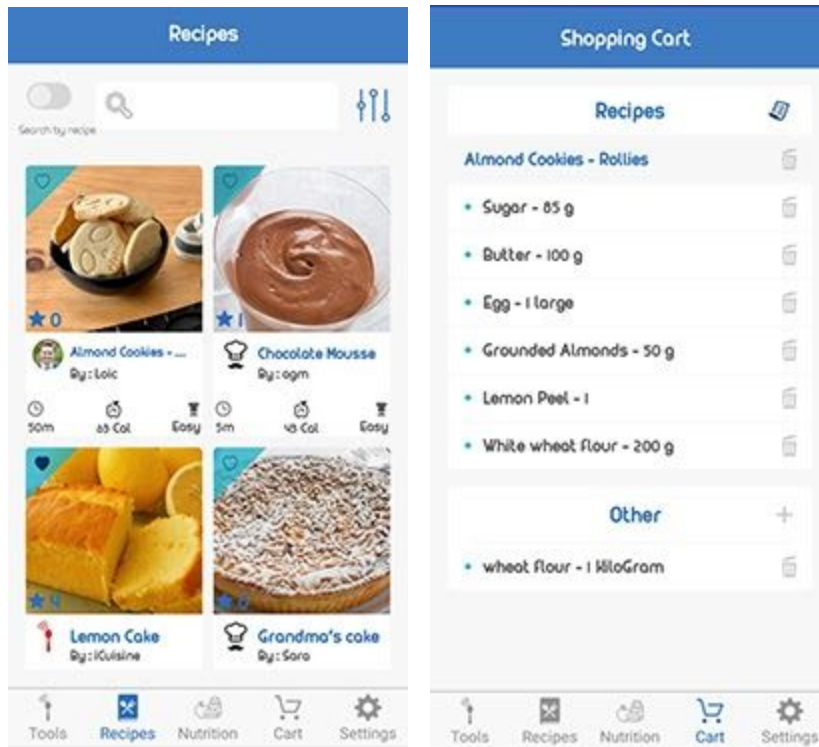 Recipes
Search by recipe
0
1
Almond Cookies - ...
By : Loic
Chocolate Mousse
By : agm
50m
Cal
Easy
5m
Cal
Easy
4
Lemon Cake
By : iCuisine
Grandma's cake
By : Sara
Tools
Recipes
Nutrition
Cart
Settings
Shopping Cart
Recipes
Almond Cookies - Rollies
Sugar - 85 g
Butter - 100 g
Egg - 1 large
Grounded Almonds - 50 g
Lemon Peel - 1
White wheat flour - 200 g
Other
wheat flour - 1 KiloGram
Tools
Recipes
Nutrition
Cart
Settings